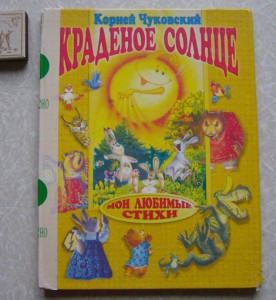 Корней Чуковский
КРАДЕНОЕ СОЛНЦЕ
МОИ ЛЮБИМЫЕ
СТИХИ